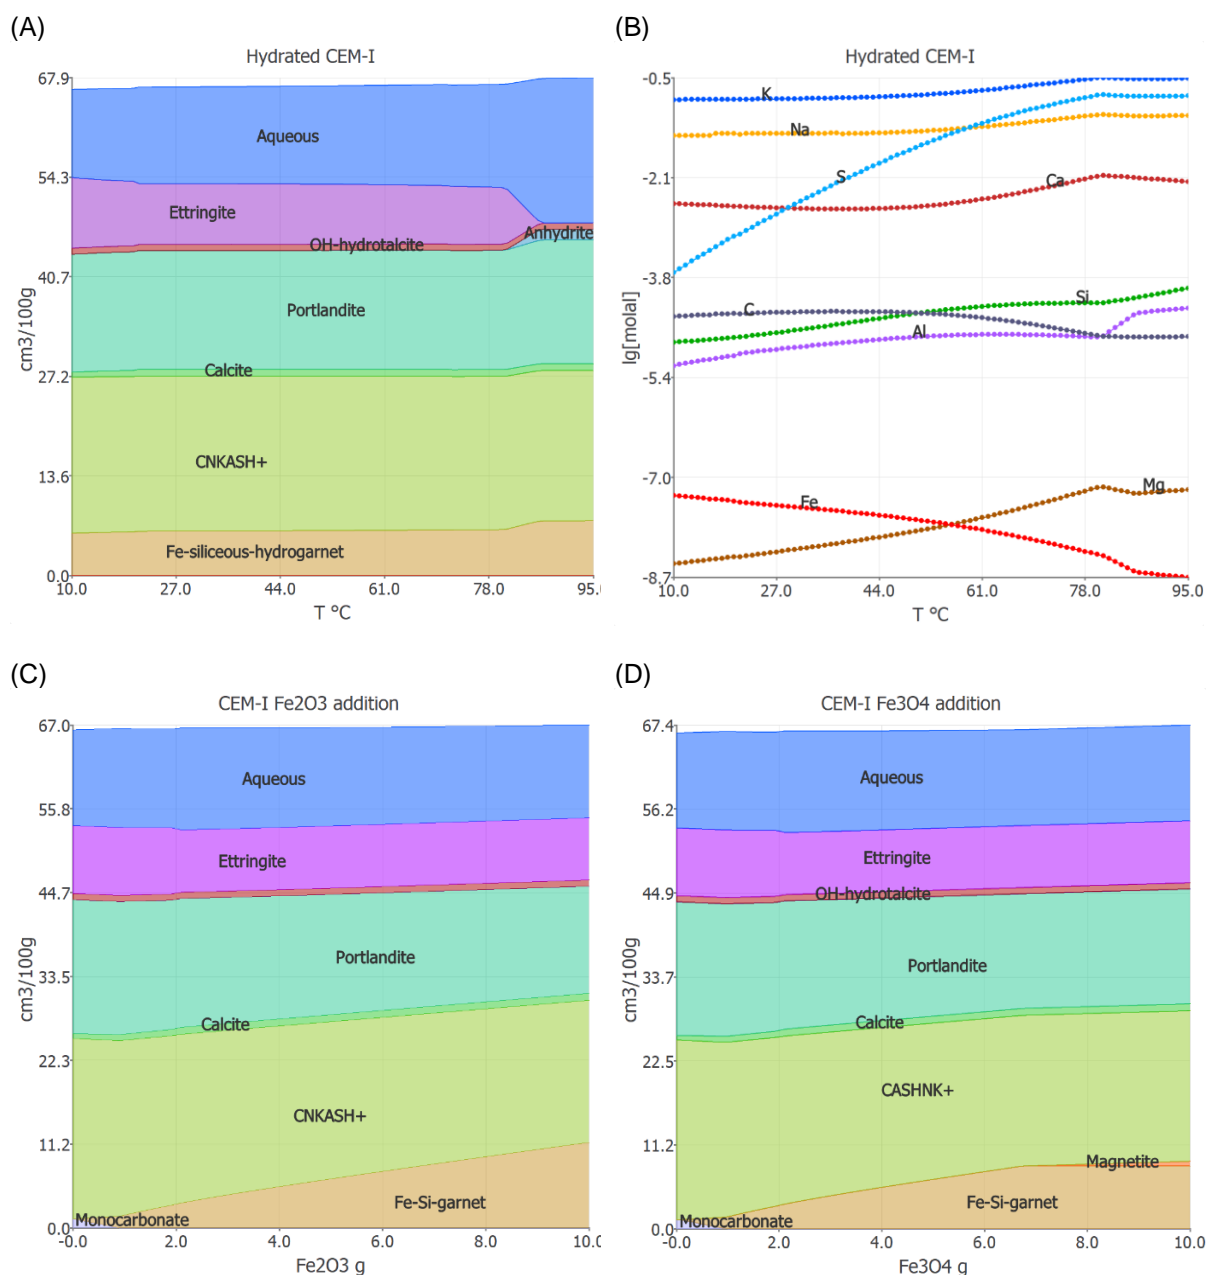 (A)
Hydrated CEM-I
67.9
54.3
40.7
27.2
13.6
0.0
cm3/100g
Aqueous
Ettringite
OH-hydrotalcite
Anhydrite
Portlandite
Calcite
CNKASH+
Fe-siliceous-hydrogarnet
10.0 27.0 44.0 61.0 78.0 95.
T °C
(B)
Hydrated CEM-I
-0.5
-2.1
-3.8
-5.4
-7.0
-8.7
lg[molal]
K
Na
S
Ca
Si
C
Al
Mg
Fe
10.0 27.0 44.0 61.0 78.0 95.0
T °C
(C)
CEM-I Fe2O3 addition
67.0
55.8
44.7
33.5
22.3
11.2
0.0
cm3/100g
Aqueous
Ettringite
Portlandite
Calcite
CNKASH+
Fe-Si-garnet
Monocarbonate
-0.0 2.0 4.0 6.0 8.0 10.0
Fe2O3 g
(D)
CEM-I Fe3O4 addition
67.4
56.2
44.9
33.7
22.5
11.2
0.0
cm3/100g
Aqueous
Ettringite
OH-hydrotalcite
Portlandite
Calcite
CASHNK+
Magnetite
Fe-Si-garnet
Monocarbonate
-0.0 2.0 4.0 6.0 8.0 10.0
Fe3O4 g